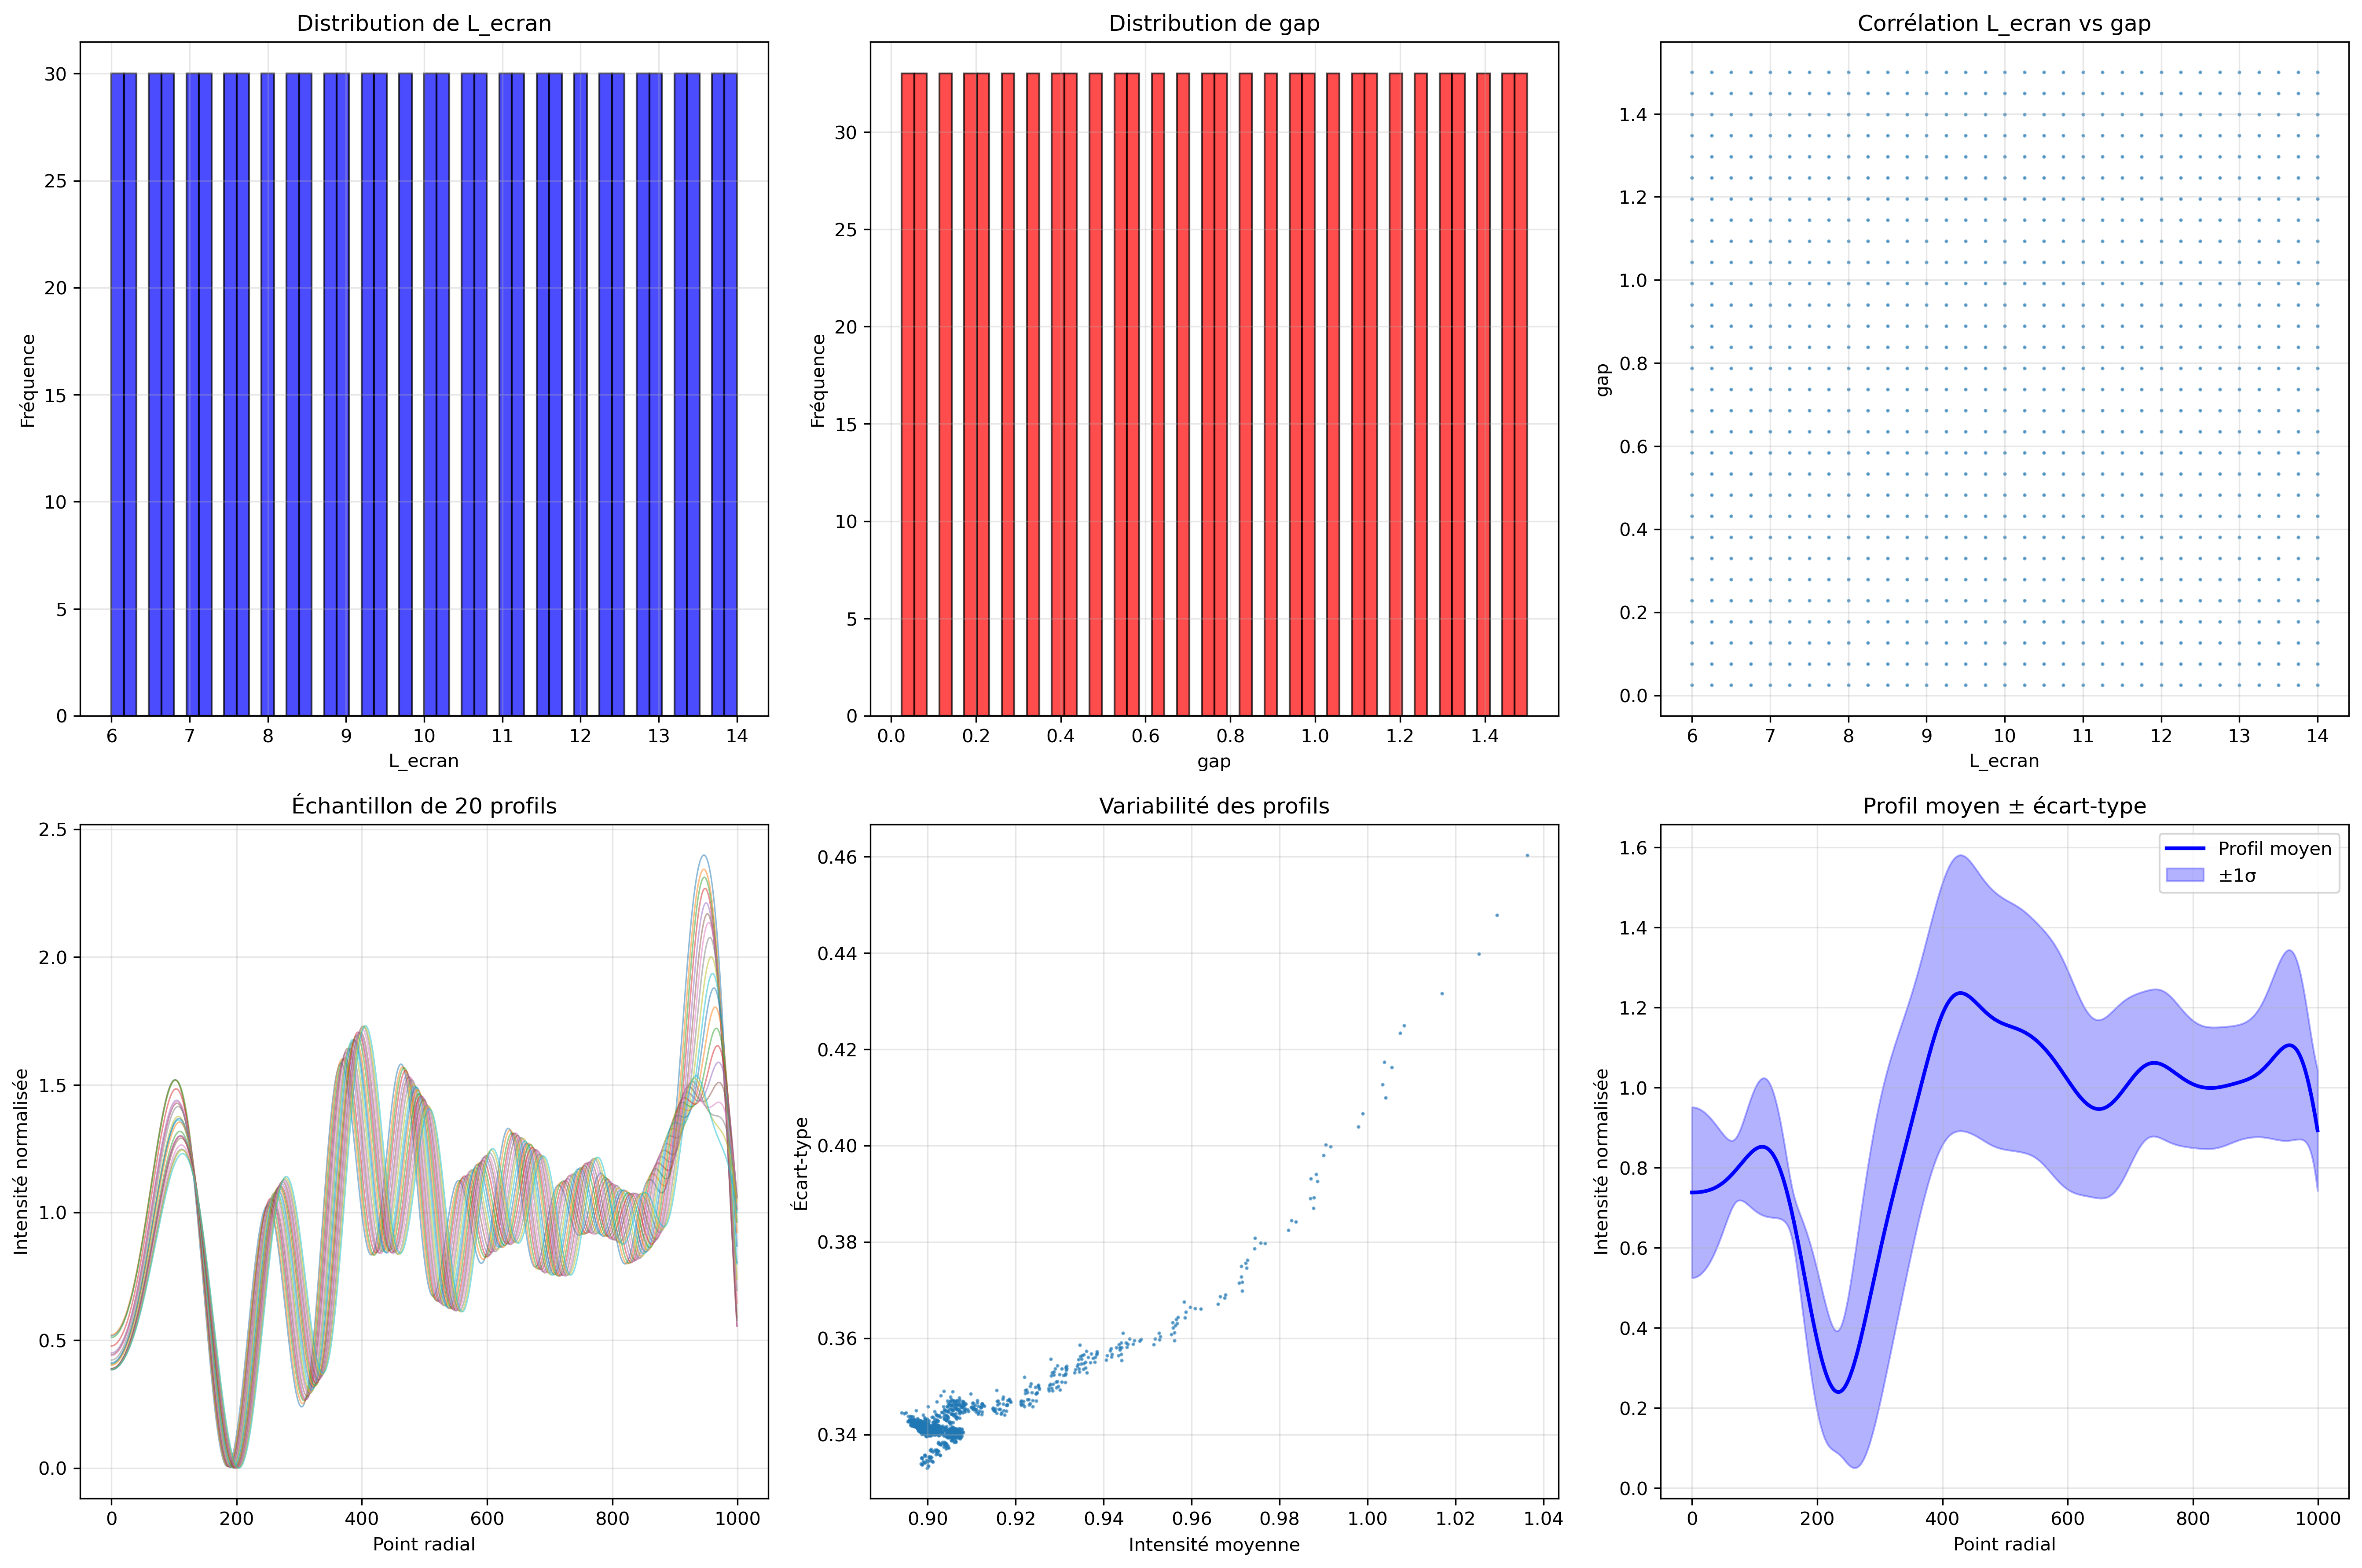 Distribution de L_ecran
30
25
20
15
10
5
0
Fréquence
6 7 8 9 10 11 12 13 14
L_ecran
Distribution de gap
30
25
20
15
10
5
0
Fréquence
0.0 0.2 0.4 0.6 0.8 1.0 1.2 1.4
gap
Corrélation L_ecran vs gap
1.4
1.2
1.0
0.8
0.6
0.4
0.2
0.0
gap
6 7 8 9 10 11 12 13 14
L_ecran
Échantillon de 20 profils
2.5
2.0
1.5
1.0
0.5
0.0
Intensité normalisée
0 200 400 600 800 1000
Point radial
Variabilité des profils
0.46
0.44
0.42
0.40
0.38
0.36
0.34
Écart-type
0.90 0.92 0.94 0.96 0.98 1.00 1.02 1.04
Intensité moyenne
Profil moyen ± écart-type
Profil moyen
±1σ
1.6
1.4
1.2
1.0
0.8
0.6
0.4
0.2
0.0
Intensité normalisée
0 200 400 600 800 1000
Point radial